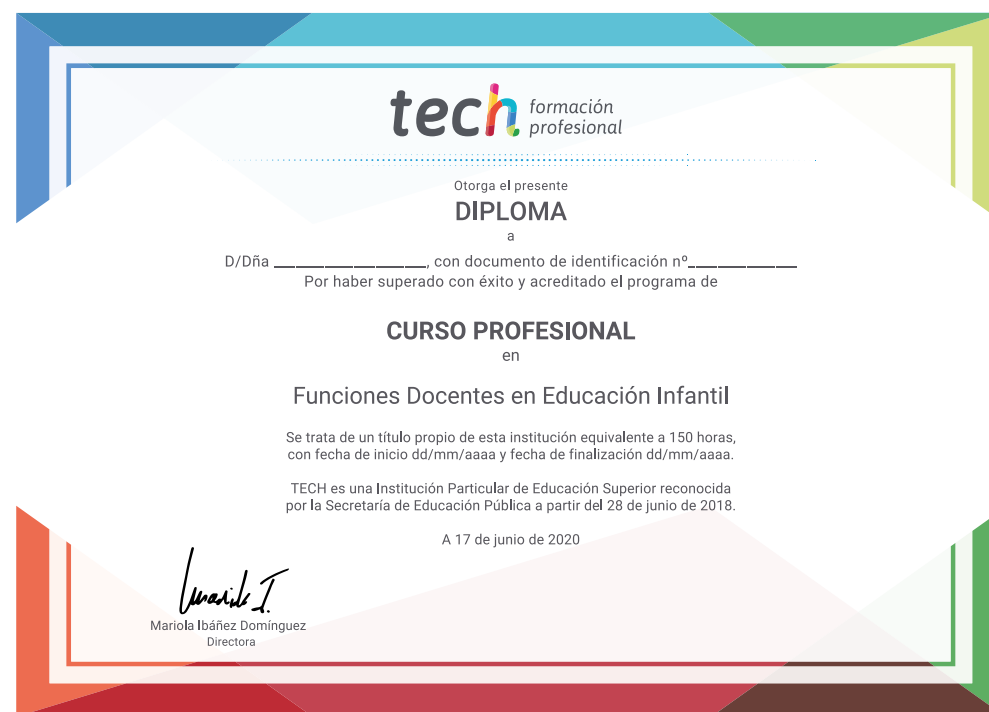 tech formación
profesional
Otorga el presente
DIPLOMA
a
D/Dña ______________, con documento de identificación nº__________
Por haber superado con éxito y acreditado el programa de
CURSO PROFESIONAL
en
Funciones Docentes en Educación Infantil
Se trata de un título propio de esta institución equivalente a 150 horas,
con fecha de inicio dd/mm/aaaa y fecha de finalización dd/mm/aaaa.
TECH es una Institución Particular de Educación Superior reconocida
por la Secretaría de Educación Pública a partir del 28 de junio de 2018.
A 17 de junio de 2020
Mariola Ibáñez Domínguez
Directora